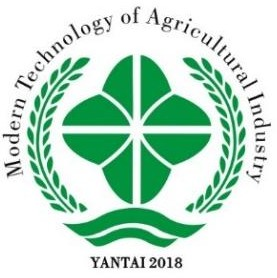 Modern Technology of Agricultural Industry
YANTAI 2018